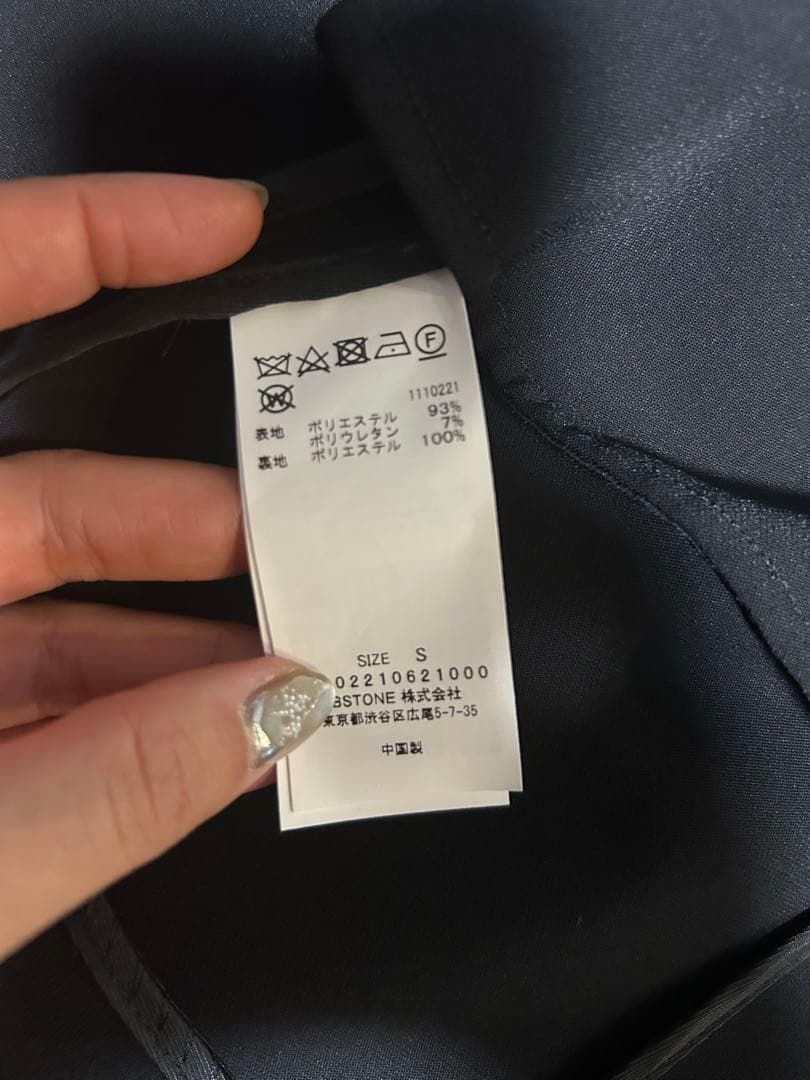 F
W
1110221
表地 ポリエステル 93%
ポリウレタン 7%
裏地 ポリエステル 100%
SIZE S
02210621000
BSTONE 株式会社
東京都渋谷区広尾5-7-35
中国製